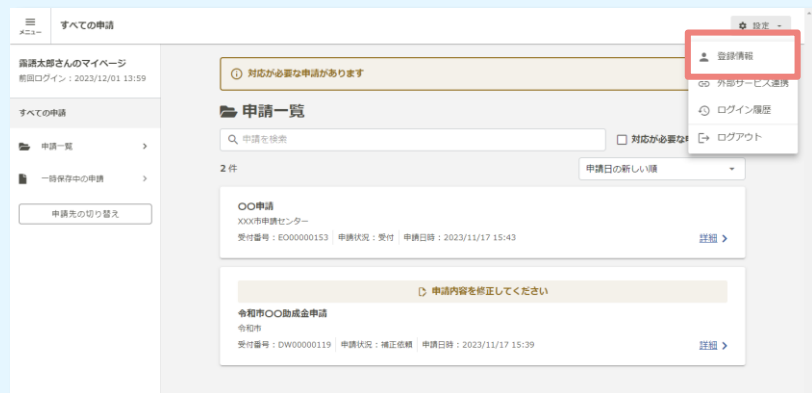 メニュー
すべての申請
設定
登録情報
外部サービス連携
ログイン履歴
ログアウト
露語太郎さんのマイページ
前回ログイン：2023/12/01 13:59
すべての申請
申請一覧
一時保存中の申請
申請先の切り替え
対応が必要な申請があります
申請一覧
申請を検索
対応が必要な
2 件
申請日の新しい順
〇〇申請
XXX市申請センター
受付番号：EO00000153 申請状況：受付 申請日時：2023/11/17 15:43
詳細
申請内容を修正してください
令和市〇〇助成金申請
令和市
受付番号：DW00000119 申請状況：補正依頼 申請日時：2023/11/17 15:39
詳細